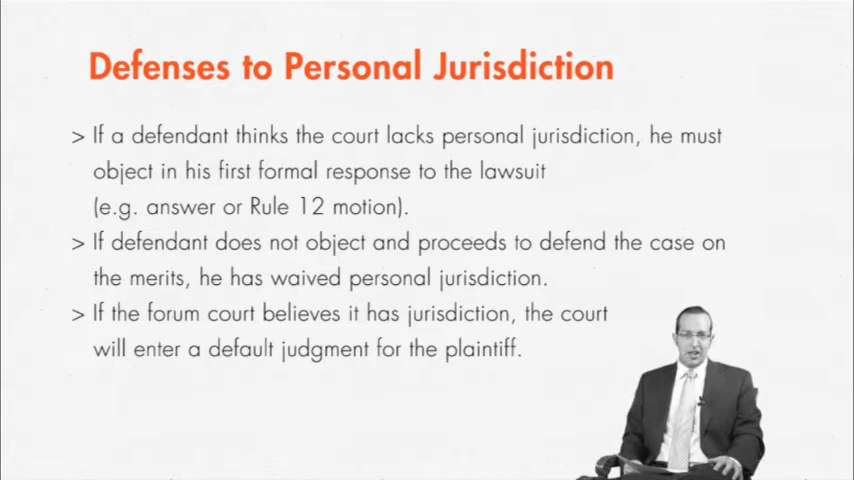 Defenses to Personal Jurisdiction
> If a defendant thinks the court lacks personal jurisdiction, he must
object in his first formal response to the lawsuit
(e.g. answer or Rule 12 motion).
> If defendant does not object and proceeds to defend the case on
the merits, he has waived personal jurisdiction.
> If the forum court believes it has jurisdiction, the court
will enter a default judgment for the plaintiff.